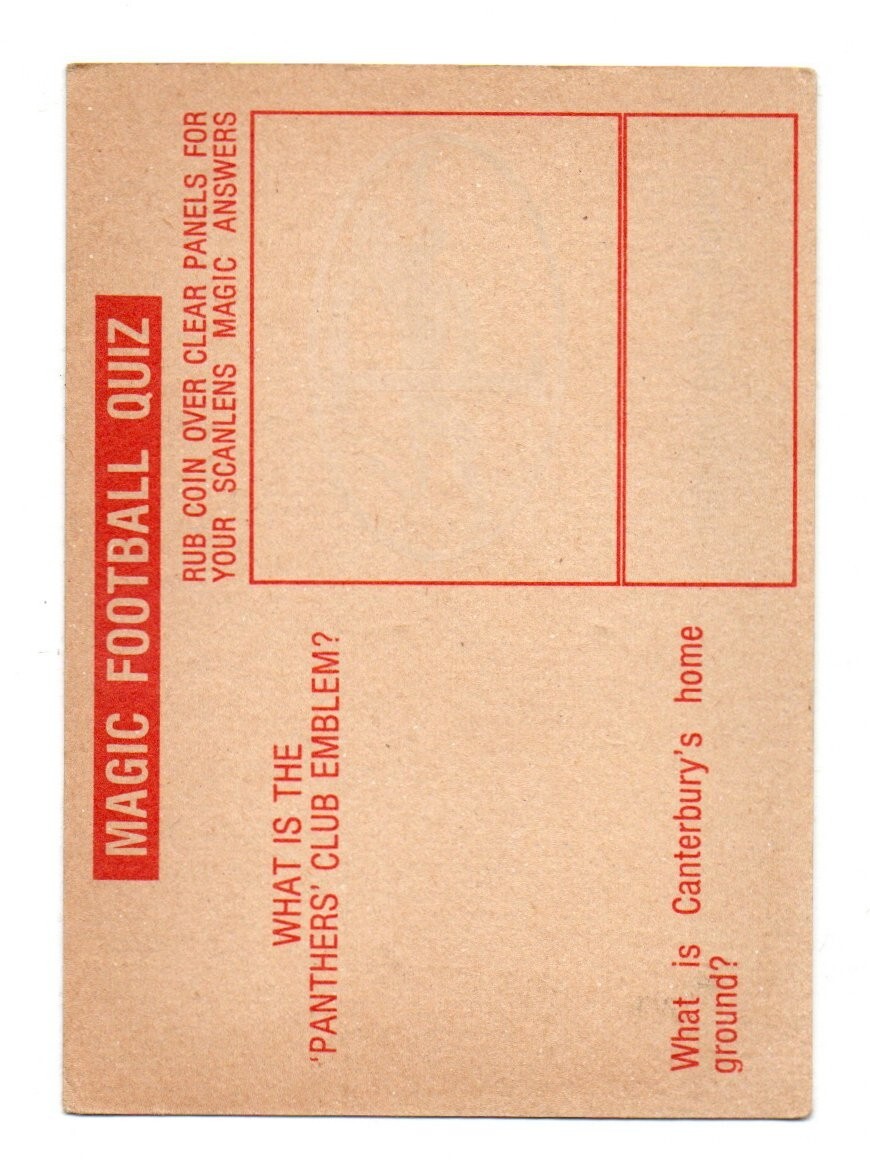 MAGIC FOOTBALL QUIZ
RUB COIN OVER CLEAR PANELS FOR
YOUR SCANLENS MAGIC ANSWERS
WHAT IS THE
'PANTHERS' CLUB EMBLEM?
What is Canterbury's home
ground?